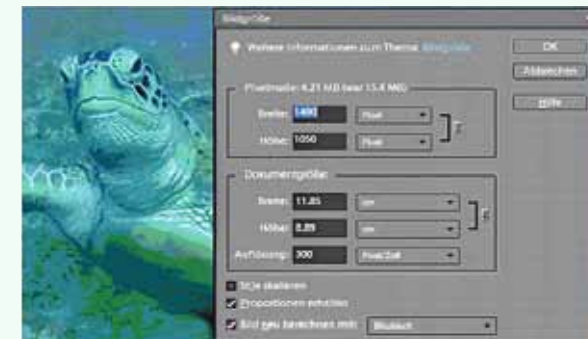 Bildgröße
Weitere Informationen zum Thema: Bildgröße
OK
Abbrechen
Hilfe
Pixelmaße: 4.21 MB (war 15.4 MB)
Breite: 1400 Pixel
Höhe: 1050 Pixel
Dokumentgröße:
Breite: 11.85 cm
Höhe: 8.89 cm
Auflösung: 300 Pixel/Zoll
Stile skalieren
Proportionen erhalten
Bild neu berechnen mit: Bikubisch